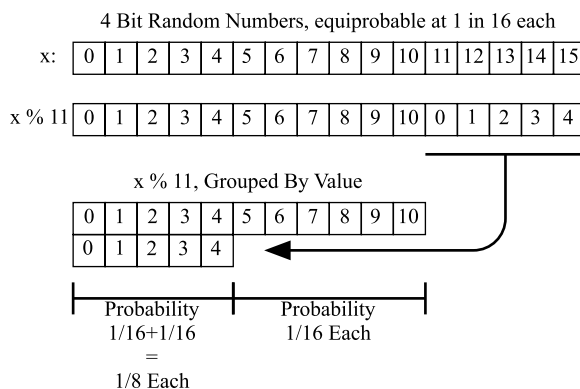 4 Bit Random Numbers, equiprobable at 1 in 16 each
x: 0 1 2 3 4 5 6 7 8 9 10 11 12 13 14 15
x % 11 0 1 2 3 4 5 6 7 8 9 10 0 1 2 3 4
x % 11, Grouped By Value
0 1 2 3 4 5 6 7 8 9 10
0 1 2 3 4
Probability
1/16+1/16
=
1/8 Each
Probability
1/16 Each